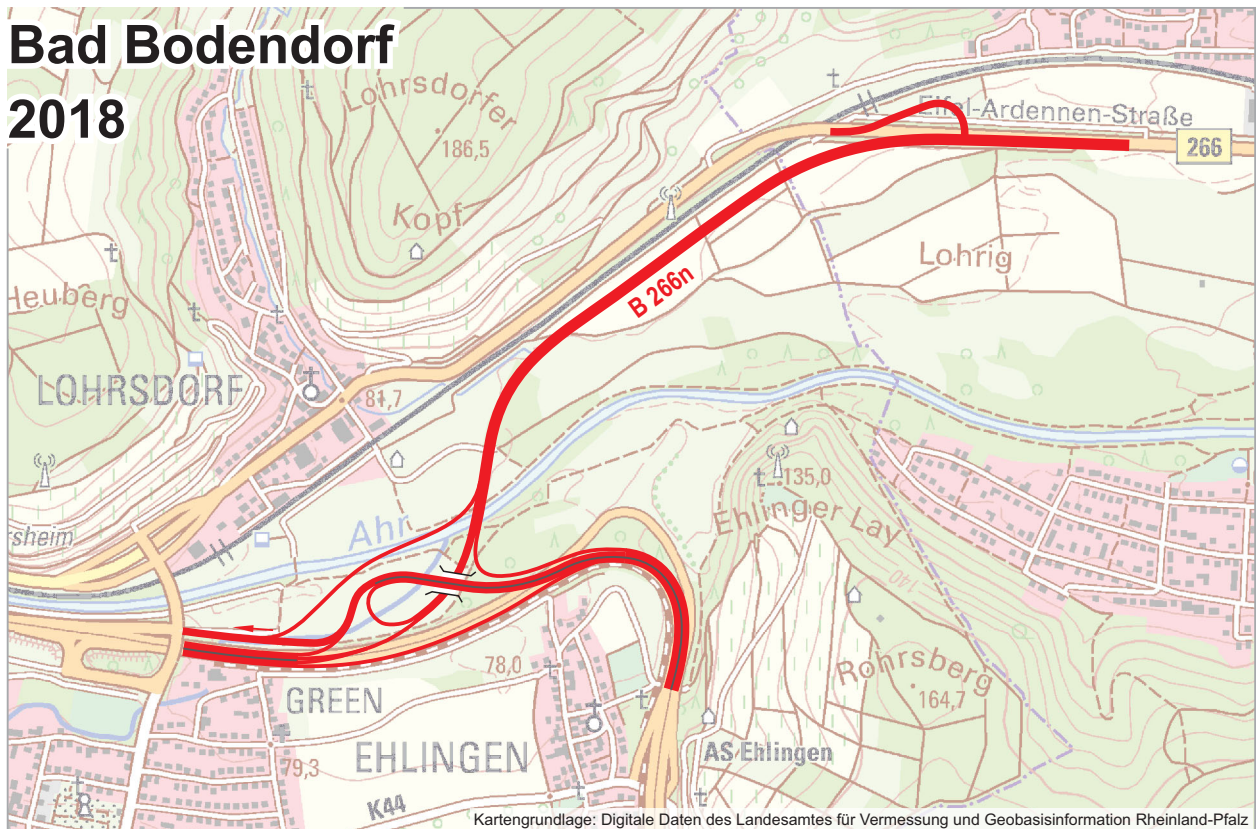 Bad Bodendorf
2018
Lohrsdorfer
186,5
Kopf
Eifel-Ardennen-Straße
266
Lohrig
B 266n
Heuberg
LOHRSDORF
81,7
135,0
Ehlinger Lay
sheim
Ahr
140
Rohrsberg
164,7
78,0
GREEN
EHLINGEN
AS Ehlingen
79,3
K44
Kartengrundlage: Digitale Daten des Landesamtes für Vermessung und Geobasisinformation Rheinland-Pfalz